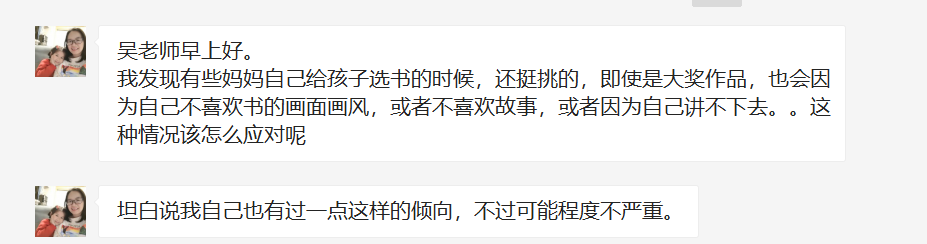 吴老师早上好。
我发现有些妈妈自己给孩子选书的时候，还挺挑的，即使是大奖作品，也会因
为自己不喜欢书的画面画风，或者不喜欢故事，或者因为自己讲不下去。。这
种情况该怎么应对呢
坦白说我自己也有过一点这样的倾向，不过可能程度不严重。